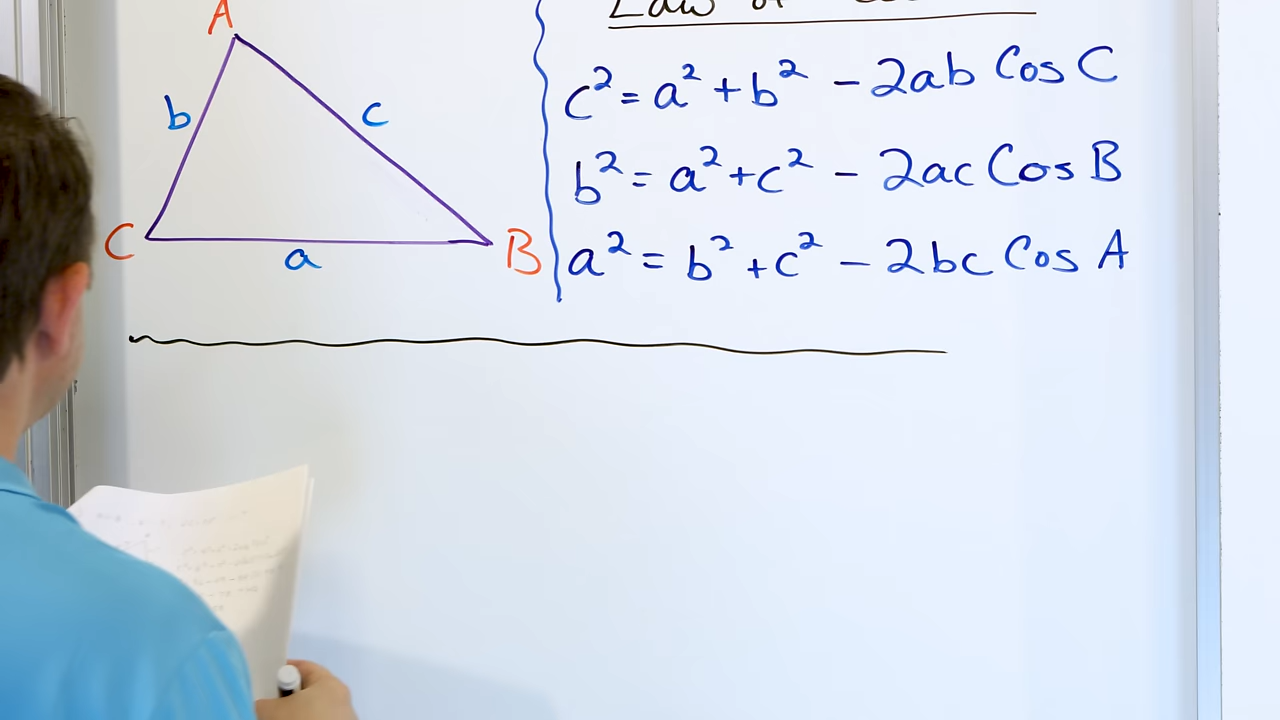 Law of
c² = a² + b² - 2ab Cos C
b² = a² + c² - 2ac Cos B
a² = b² + c² - 2bc Cos A
A
b
c
C
a
B